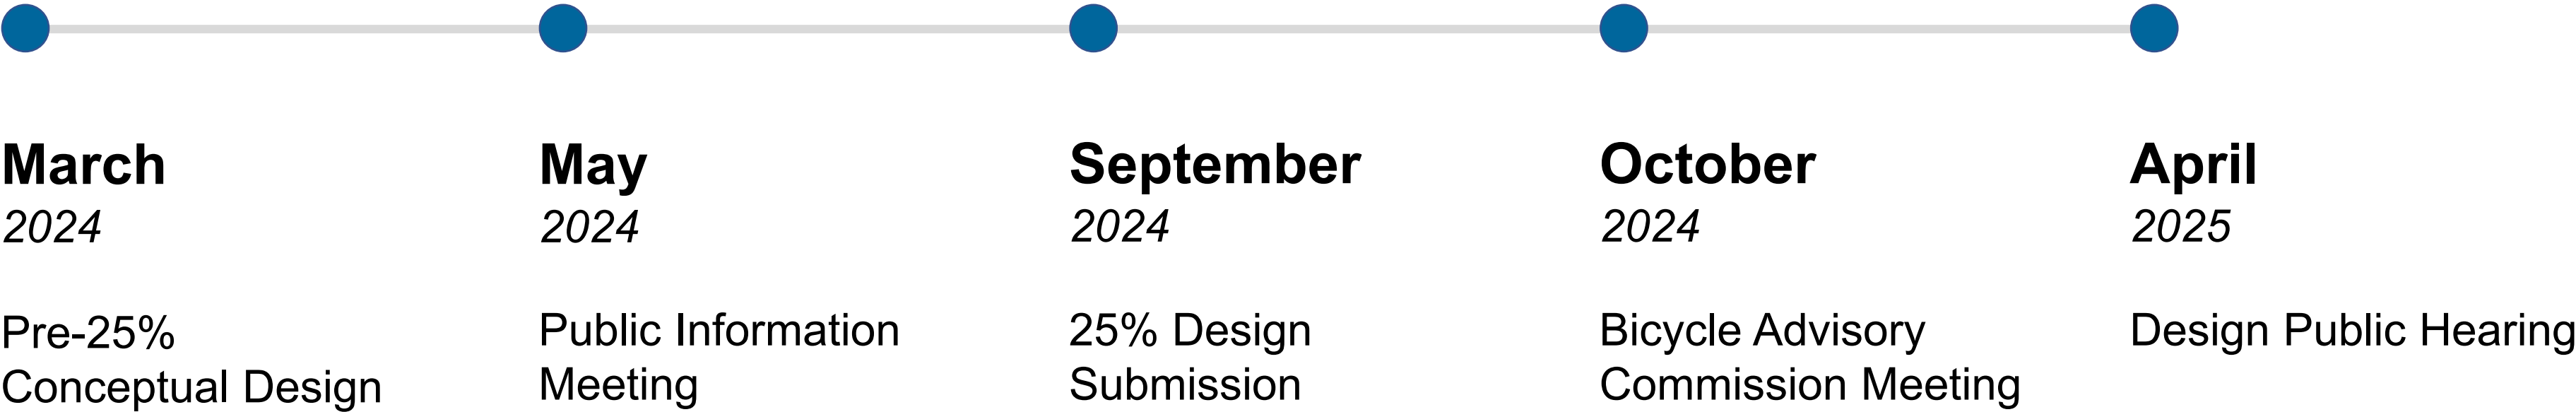 March
2024
Pre-25%
Conceptual Design
May
2024
Public Information
Meeting
September
2024
25% Design
Submission
October
2024
Bicycle Advisory
Commission Meeting
April
2025
Design Public Hearing